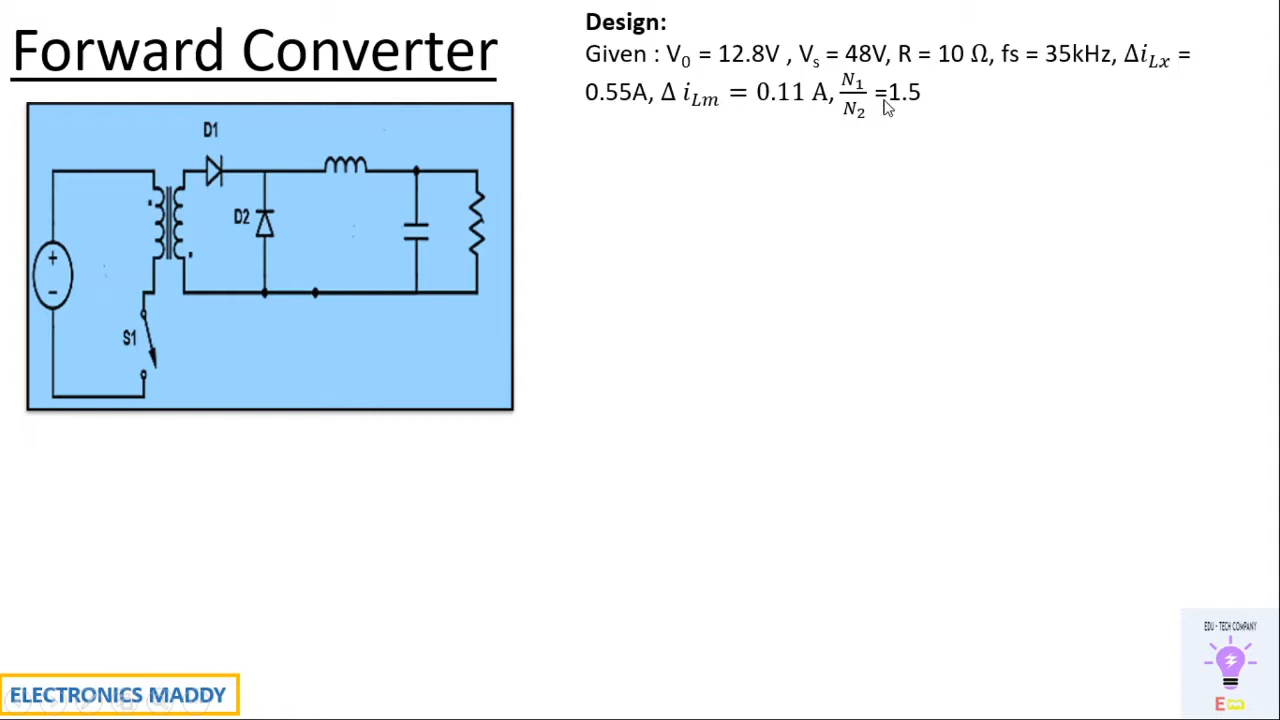 Forward Converter
Design:
Given : V₀ = 12.8V , Vₛ = 48V, R = 10 Ω, fs = 35kHz, Δ𝑖𝐿𝑥 =
0.55A, Δ 𝑖𝐿𝑚 = 0.11 A, 𝑁₁/𝑁₂ =1.5
D1
D2
+
−
S1
EDU - TECH COMPANY
E
ELECTRONICS MADDY